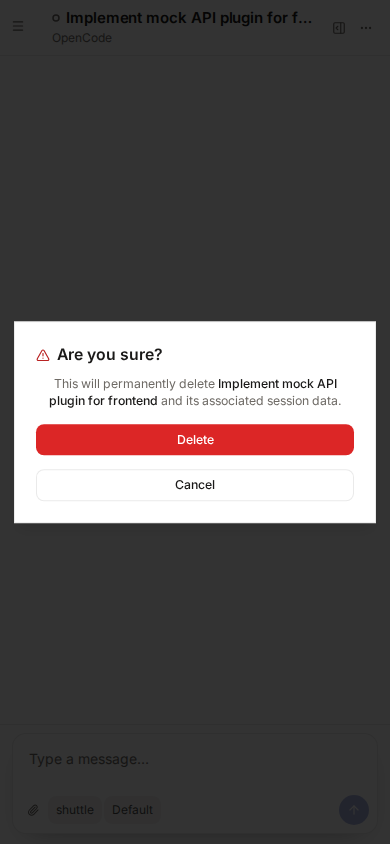 Implement mock API plugin for f...
OpenCode
Are you sure?
This will permanently delete Implement mock API
plugin for frontend and its associated session data.
Delete
Cancel
Type a message...
shuttle Default